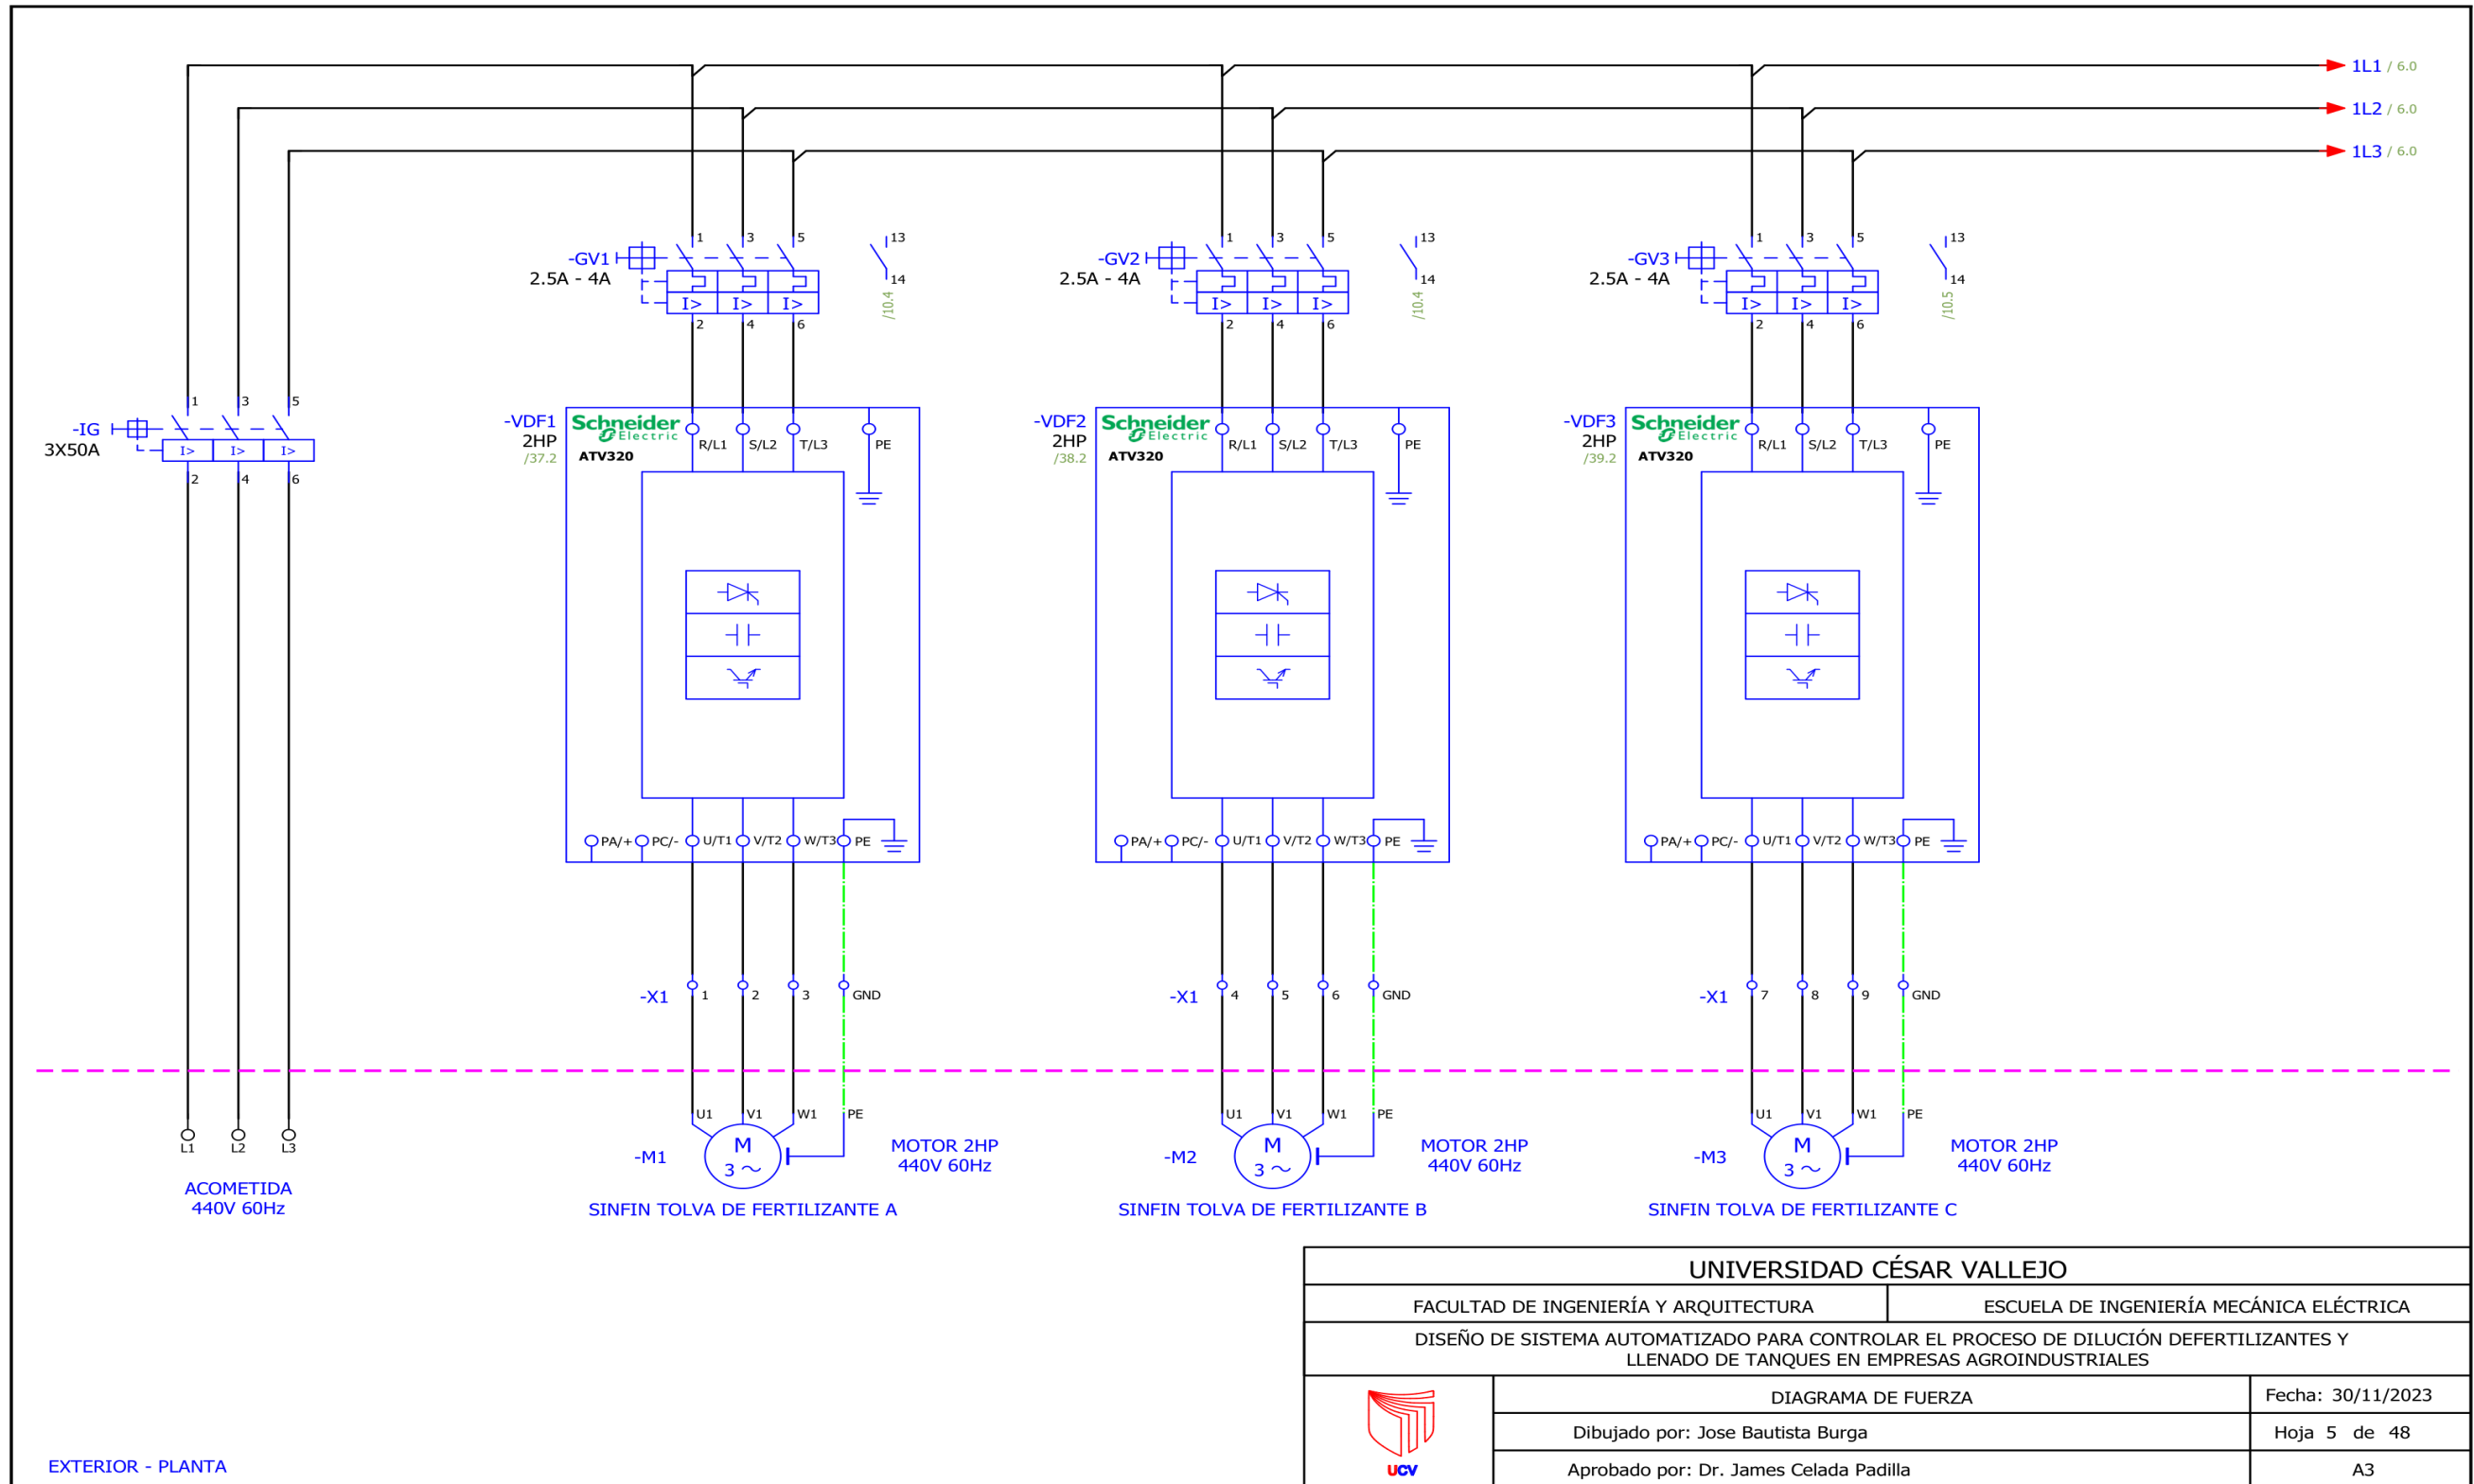 1L1 / 6.0
1L2 / 6.0
1L3 / 6.0
-GV1
2.5A - 4A
1 3 5 13
14
I> I> I>
2 4 6
/10.4
-GV2
2.5A - 4A
1 3 5 13
14
I> I> I>
2 4 6
/10.4
-GV3
2.5A - 4A
1 3 5 13
14
I> I> I>
2 4 6
/10.5
-IG
3X50A
1 3 5
I> I> I>
2 4 6
-VDF1
2HP
/37.2
Schneider
Electric
ATV320
R/L1 S/L2 T/L3 PE
PA/+ PC/- U/T1 V/T2 W/T3 PE
-VDF2
2HP
/38.2
Schneider
Electric
ATV320
R/L1 S/L2 T/L3 PE
PA/+ PC/- U/T1 V/T2 W/T3 PE
-VDF3
2HP
/39.2
Schneider
Electric
ATV320
R/L1 S/L2 T/L3 PE
PA/+ PC/- U/T1 V/T2 W/T3 PE
-X1 1 2 3 GND
-X1 4 5 6 GND
-X1 7 8 9 GND
L1 L2 L3
ACOMETIDA
440V 60Hz
U1 V1 W1 PE
-M1
M
3
MOTOR 2HP
440V 60Hz
SINFIN TOLVA DE FERTILIZANTE A
U1 V1 W1 PE
-M2
M
3
MOTOR 2HP
440V 60Hz
SINFIN TOLVA DE FERTILIZANTE B
U1 V1 W1 PE
-M3
M
3
MOTOR 2HP
440V 60Hz
SINFIN TOLVA DE FERTILIZANTE C
UNIVERSIDAD CÉSAR VALLEJO
FACULTAD DE INGENIERÍA Y ARQUITECTURA
ESCUELA DE INGENIERÍA MECÁNICA ELÉCTRICA
DISEÑO DE SISTEMA AUTOMATIZADO PARA CONTROLAR EL PROCESO DE DILUCIÓN DEFERTILIZANTES Y
LLENADO DE TANQUES EN EMPRESAS AGROINDUSTRIALES
UCV
DIAGRAMA DE FUERZA
Fecha: 30/11/2023
Dibujado por: Jose Bautista Burga
Hoja 5 de 48
Aprobado por: Dr. James Celada Padilla
A3
EXTERIOR - PLANTA